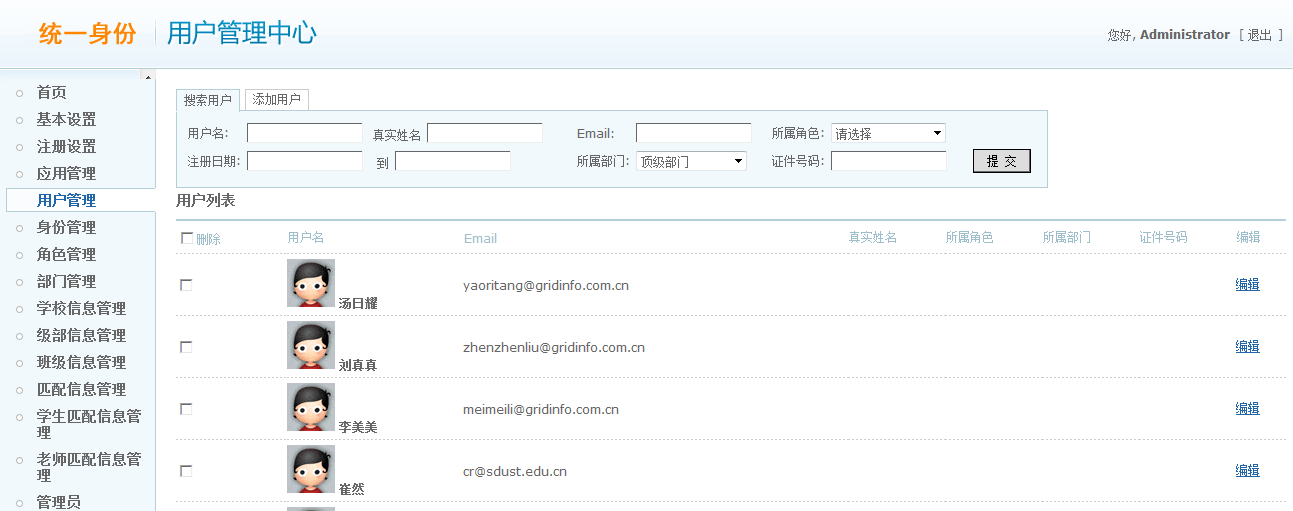 统一身份 用户管理中心
您好, Administrator [ 退出 ]
首页
基本设置
注册设置
应用管理
用户管理
身份管理
角色管理
部门管理
学校信息管理
级部信息管理
班级信息管理
匹配信息管理
学生匹配信息管
理
老师匹配信息管
理
管理员
搜索用户 添加用户
用户名: 真实姓名 Email: 所属角色: 请选择
注册日期: 到 所属部门: 顶级部门 证件号码: 提 交
用户列表
删除 用户名 Email 真实姓名 所属角色 所属部门 证件号码 编辑
汤日耀 yaoritang@gridinfo.com.cn 编辑
刘真真 zhenzhenliu@gridinfo.com.cn 编辑
李美美 meimeili@gridinfo.com.cn 编辑
崔然 cr@sdust.edu.cn 编辑